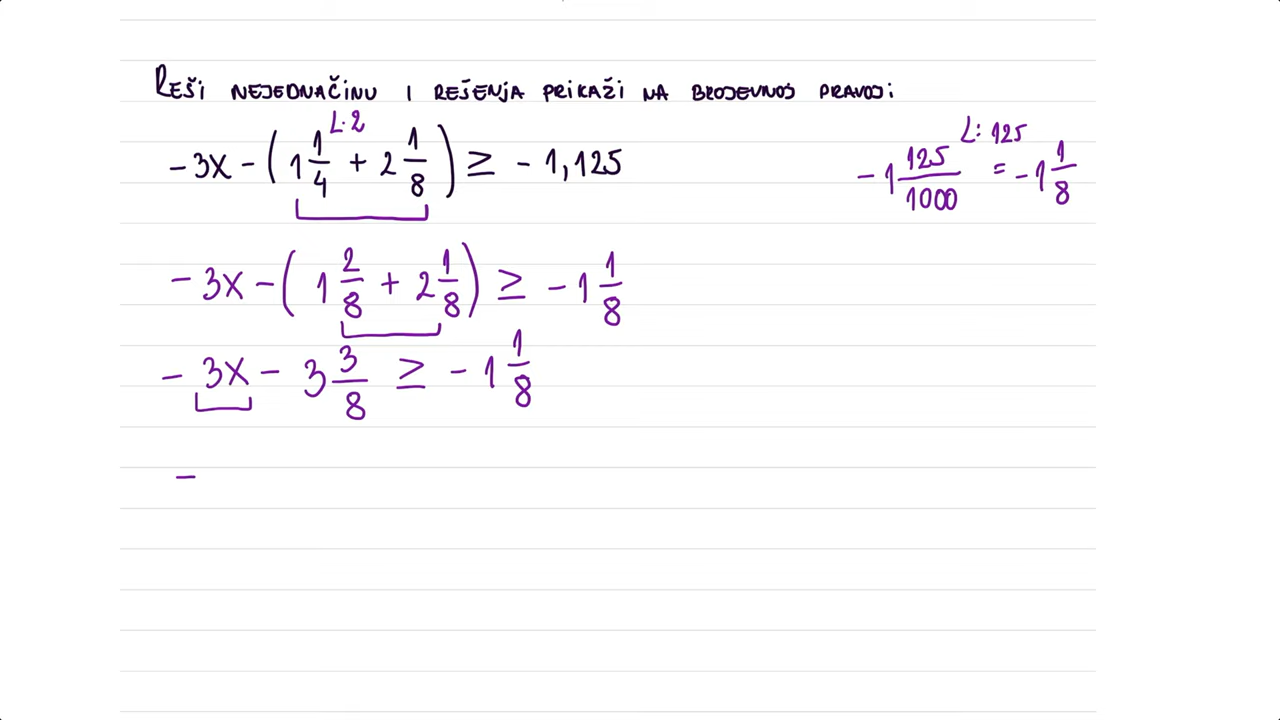 REŠI NEJEDNAČINU I REŠENJA PRIKAŽI NA BROJEVNOJ PRAVOJ:
-3X - (1 1/4 L·2 + 2 1/8) ≥ -1,125
-1 125/1000 L:125 = -1 1/8
-3X - (1 2/8 + 2 1/8) ≥ -1 1/8
-3X - 3 3/8 ≥ -1 1/8
-